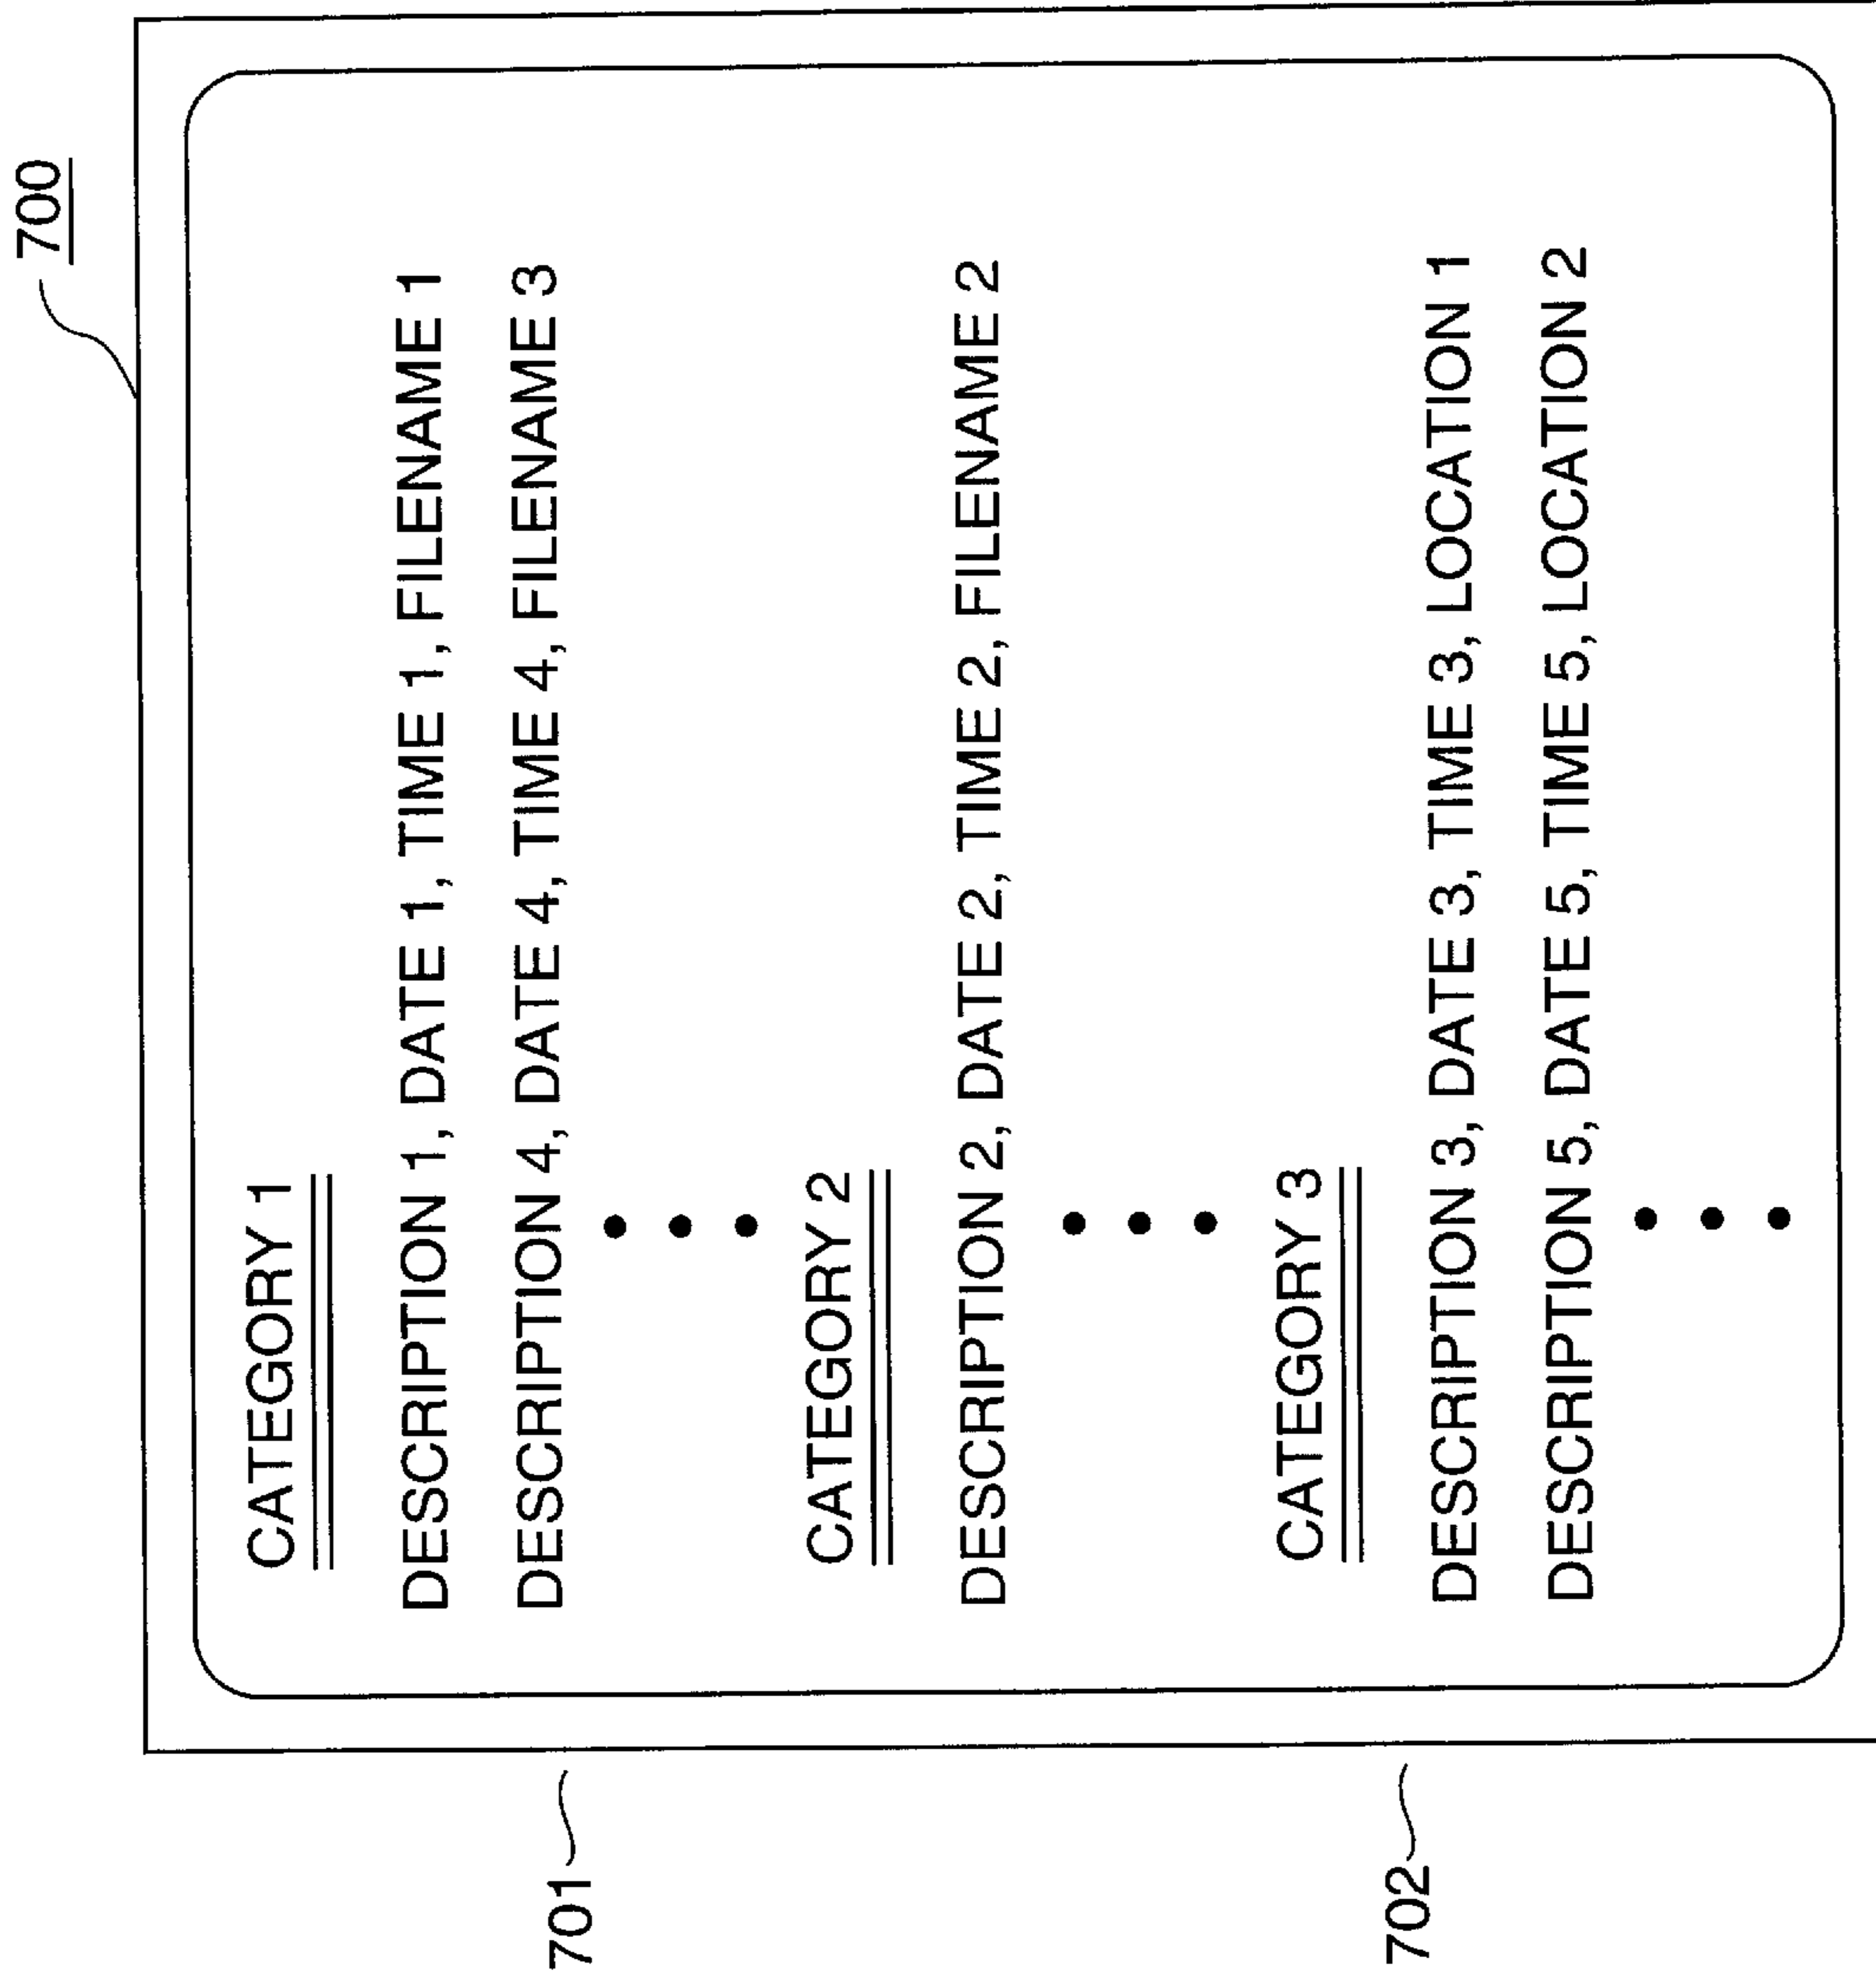 700
CATEGORY 1
DESCRIPTION 1, DATE 1, TIME 1, FILENAME 1
701
DESCRIPTION 4, DATE 4, TIME 4, FILENAME 3
CATEGORY 2
DESCRIPTION 2, DATE 2, TIME 2, FILENAME 2
CATEGORY 3
702
DESCRIPTION 3, DATE 3, TIME 3, LOCATION 1
DESCRIPTION 5, DATE 5, TIME 5, LOCATION 2